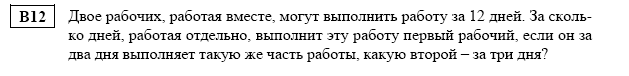 В12 Двое рабочих, работая вместе, могут выполнить работу за 12 дней. За сколь-
ко дней, работая отдельно, выполнит эту работу первый рабочий, если он за
два дня выполняет такую же часть работы, какую второй – за три дня?